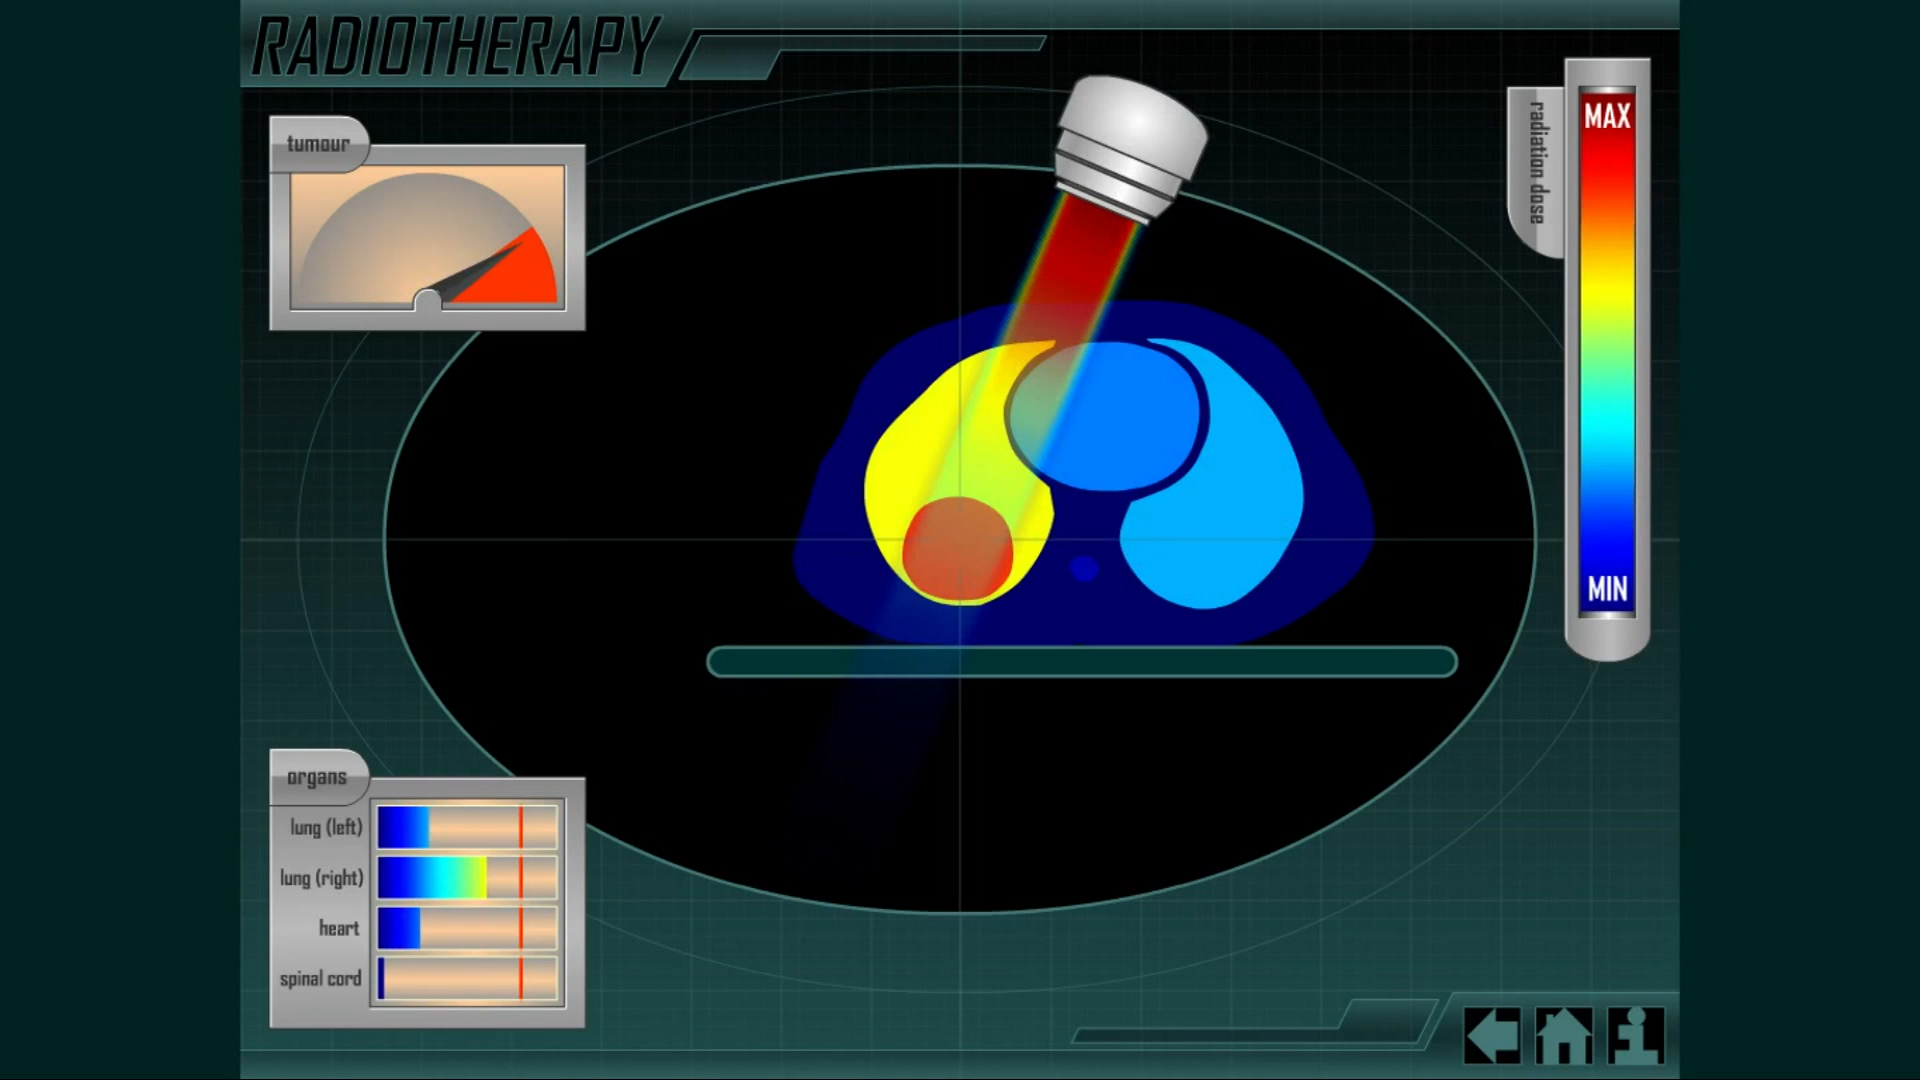 RADIOTHERAPY
tumour
radiation dose
MAX
MIN
organs
lung (left)
lung (right)
heart
spinal cord